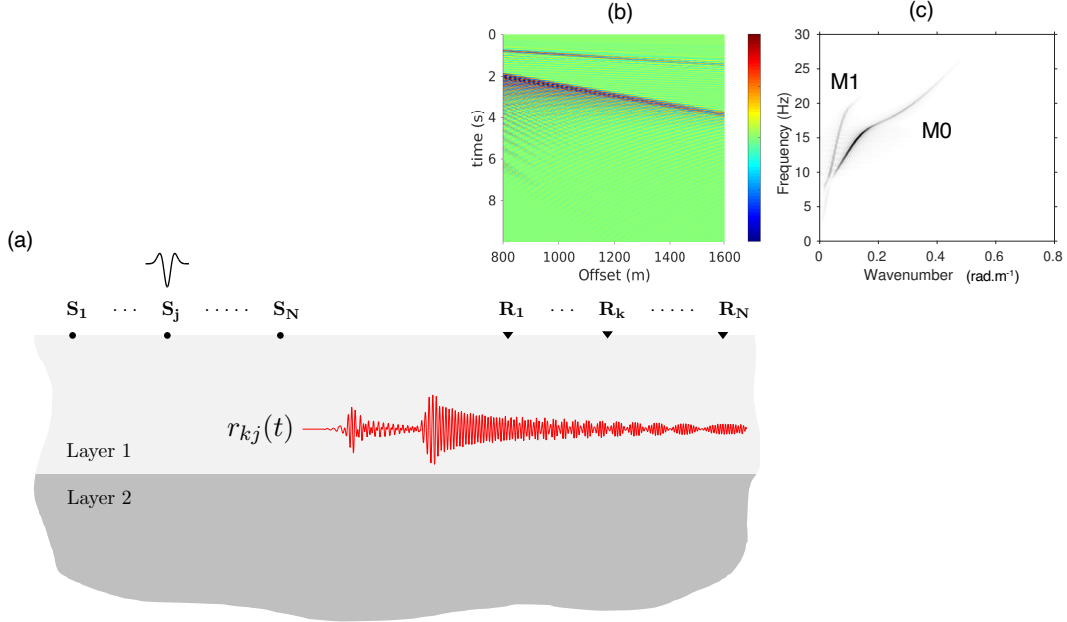 (b)
0
2
4
6
8
time (s)
800
1000
1200
1400
1600
Offset (m)
(c)
30
25
20
15
10
5
0
Frequency (Hz)
M1
M0
0
0.2
0.4
0.6
0.8
Wavenumber (rad.m⁻¹)
(a)
S₁ · · · Sⱼ · · · · · S_N R₁ · · · Rₖ · · · · · R_N
r_kj(t)
Layer 1
Layer 2